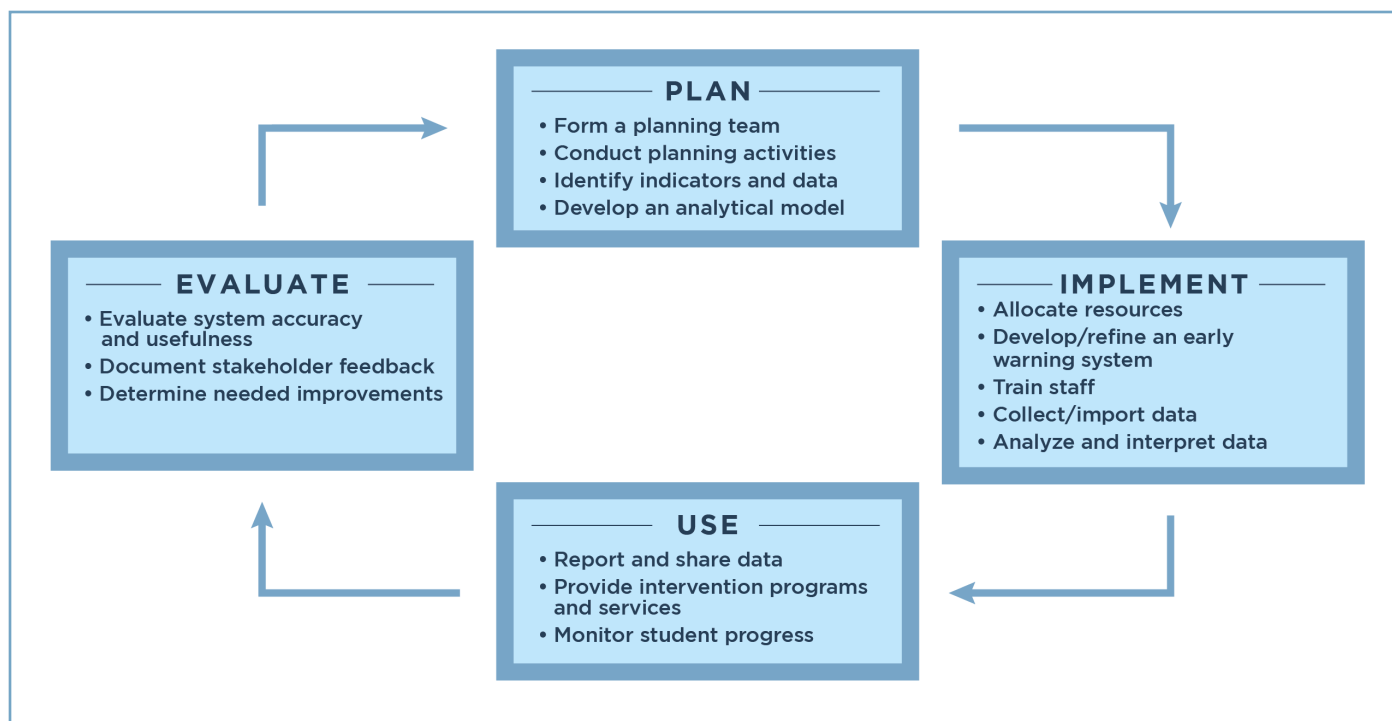 PLAN
• Form a planning team
• Conduct planning activities
• Identify indicators and data
• Develop an analytical model
IMPLEMENT
• Allocate resources
• Develop/refine an early
warning system
• Train staff
• Collect/import data
• Analyze and interpret data
USE
• Report and share data
• Provide intervention programs
and services
• Monitor student progress
EVALUATE
• Evaluate system accuracy
and usefulness
• Document stakeholder feedback
• Determine needed improvements